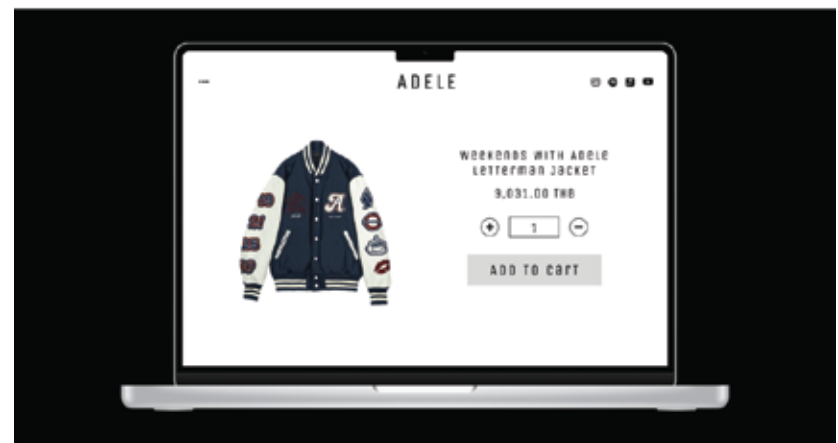 ADELE
WEEKENDS WITH ADELE
LETTERMAN JACKET
9,031.00 THB
1
ADD TO CART
A